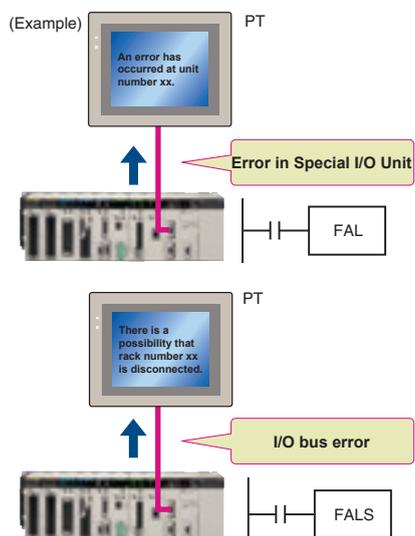 (Example)
PT
An error has
occurred at unit
number xx.
Error in Special I/O Unit
FAL
PT
There is a
possibility that
rack number xx
is disconnected.
I/O bus error
FALS